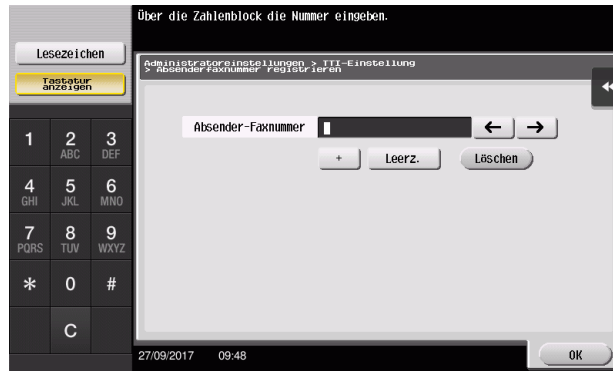 Über die Zahlenblock die Nummer eingeben.
Lesezeichen
Tastatur
anzeigen
Administratoreinstellungen > TTI-Einstellung
> Absenderfaxnummer registrieren
Absender-Faxnummer
← →
+ Leerz. Löschen
1 2 3
ABC DEF
4 5 6
GHI JKL MNO
7 8 9
PQRS TUV WXYZ
* 0 #
C
27/09/2017 09:48
OK